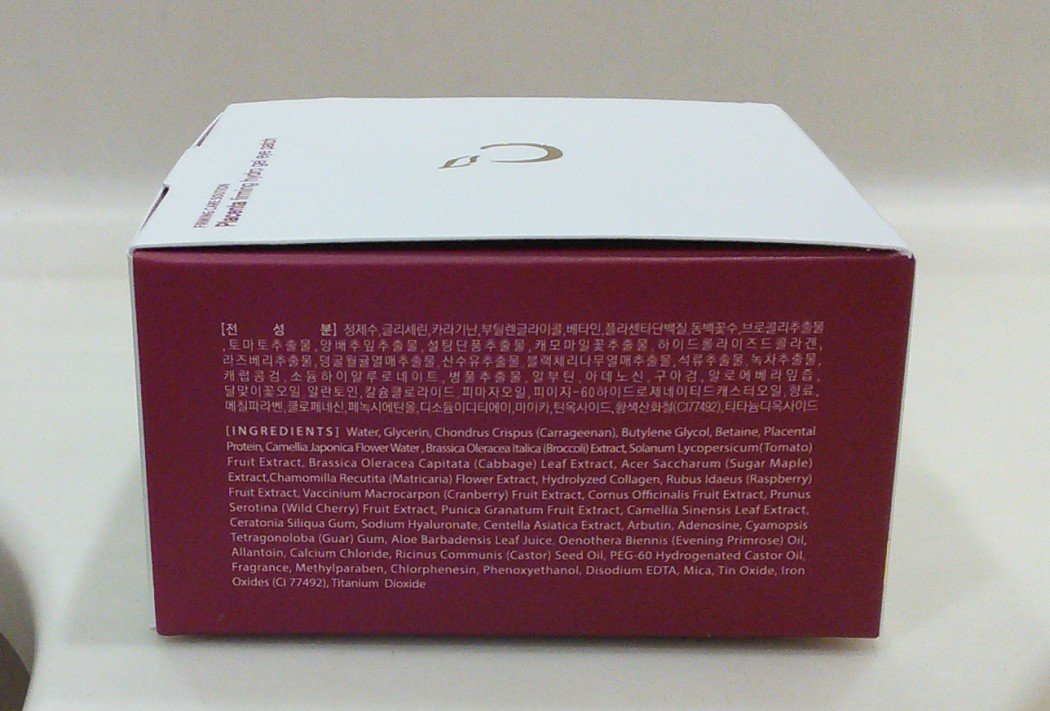 FIRMING CARE SOLUTION
Placenta firming hydro gel eye patch
[전 성 분] 정제수,글리세린,카라기난,부틸렌글라이콜,베타인,플라센타단백질,동백꽃수,브로콜리추출물
,토마토추출물,양배추잎추출물,설탕단풍추출물,캐모마일꽃추출물,하이드롤라이즈드콜라겐,
라즈베리추출물,덩굴월귤열매추출물,산수유추출물,블랙체리나무열매추출물,석류추출물,녹차추출물,
캐럽콩검,소듐하이알루로네이트,병풀추출물,알부틴,아데노신,구아검,알로에베라잎즙,
달맞이꽃오일,알란토인,칼슘클로라이드,피마자오일,피이지-60하이드로제네이티드캐스터오일,향료,
메칠파라벤,클로페네신,페녹시에탄올,디소듐이디티에이,마이카,틴옥사이드,황색산화철(CI77492),티타늄디옥사이드
[INGREDIENTS] Water, Glycerin, Chondrus Crispus (Carrageenan), Butylene Glycol, Betaine, Placental
Protein, Camellia Japonica Flower Water , Brassica Oleracea Italica (Broccoli) Extract, Solanum Lycopersicum(Tomato)
Fruit Extract, Brassica Oleracea Capitata (Cabbage) Leaf Extract, Acer Saccharum (Sugar Maple)
Extract,Chamomilla Recutita (Matricaria) Flower Extract, Hydrolyzed Collagen, Rubus Idaeus (Raspberry)
Fruit Extract, Vaccinium Macrocarpon (Cranberry) Fruit Extract, Cornus Officinalis Fruit Extract, Prunus
Serotina (Wild Cherry) Fruit Extract, Punica Granatum Fruit Extract, Camellia Sinensis Leaf Extract,
Ceratonia Siliqua Gum, Sodium Hyaluronate, Centella Asiatica Extract, Arbutin, Adenosine, Cyamopsis
Tetragonoloba (Guar) Gum, Aloe Barbadensis Leaf Juice, Oenothera Biennis (Evening Primrose) Oil,
Allantoin, Calcium Chloride, Ricinus Communis (Castor) Seed Oil, PEG-60 Hydrogenated Castor Oil,
Fragrance, Methylparaben, Chlorphenesin, Phenoxyethanol, Disodium EDTA, Mica, Tin Oxide, Iron
Oxides (CI 77492), Titanium Dioxide